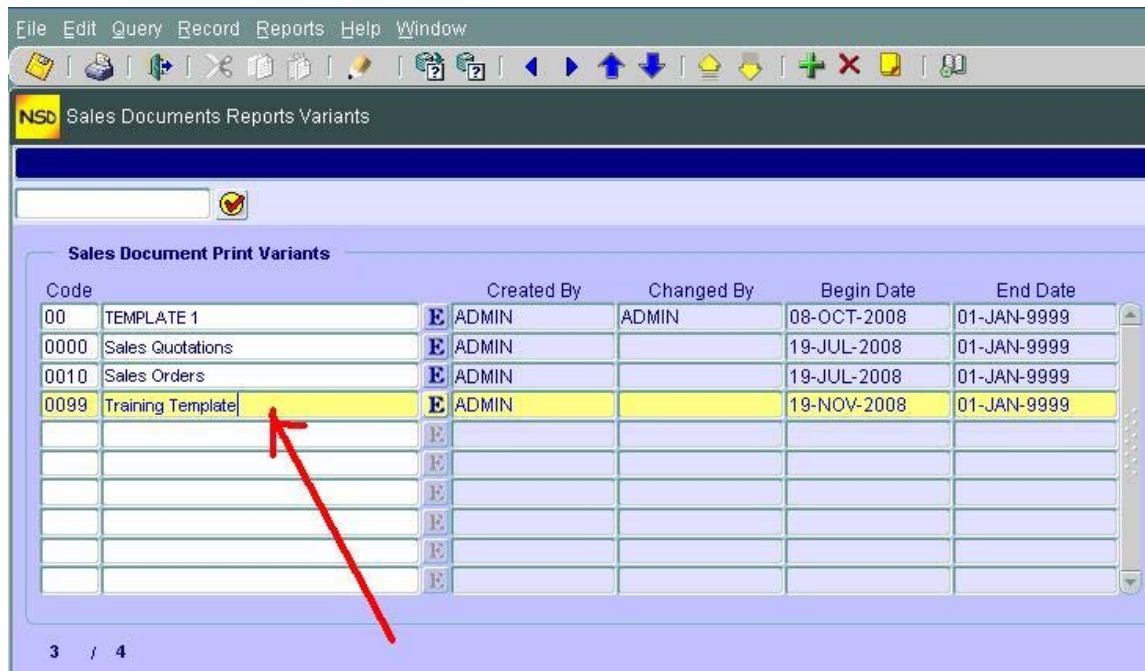 File Edit Query Record Reports Help Window
NSD Sales Documents Reports Variants
Sales Document Print Variants
Code Created By Changed By Begin Date End Date
00 TEMPLATE 1 E ADMIN ADMIN 08-OCT-2008 01-JAN-9999
0000 Sales Quotations E ADMIN 19-JUL-2008 01-JAN-9999
0010 Sales Orders E ADMIN 19-JUL-2008 01-JAN-9999
0099 Training Template E ADMIN 19-NOV-2008 01-JAN-9999
E
E
E
E
E
E
3 / 4